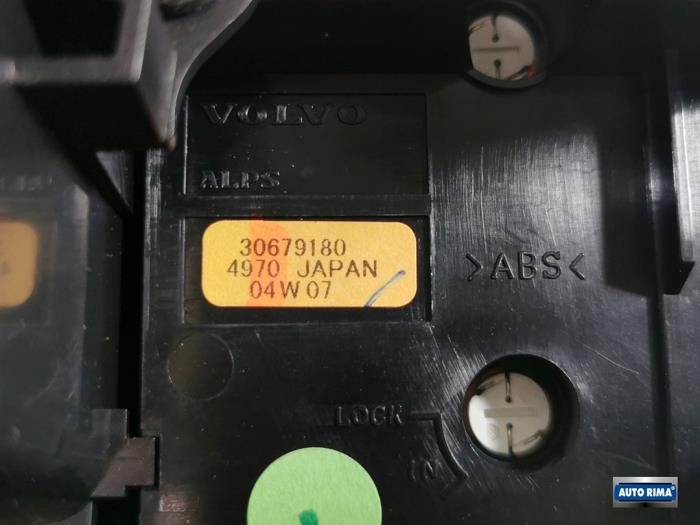 VOLVO
ALPS
30679180
4970 JAPAN
04W07
>ABS<
LOCK
IN
AUTO RIMA